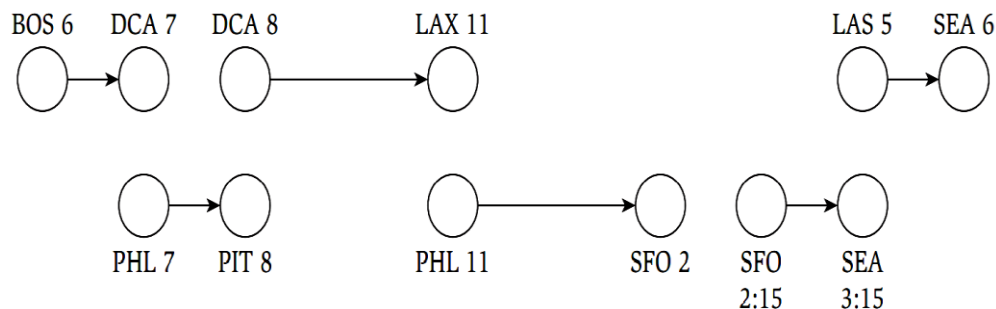 BOS 6 DCA 7 DCA 8 LAX 11 LAS 5 SEA 6
PHL 7 PIT 8 PHL 11 SFO 2 SFO SEA
2:15 3:15